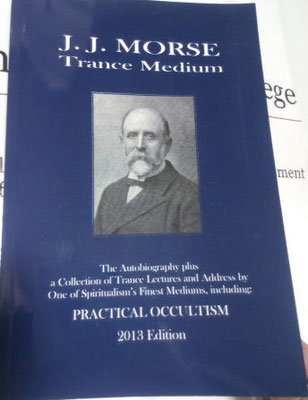 J. J. MORSE
Trance Medium
ege
ment
The Autobiography plus
a Collection of Trance Lectures and Address by
One of Spiritualism's Finest Mediums, including:
PRACTICAL OCCULTISM
2013 Edition